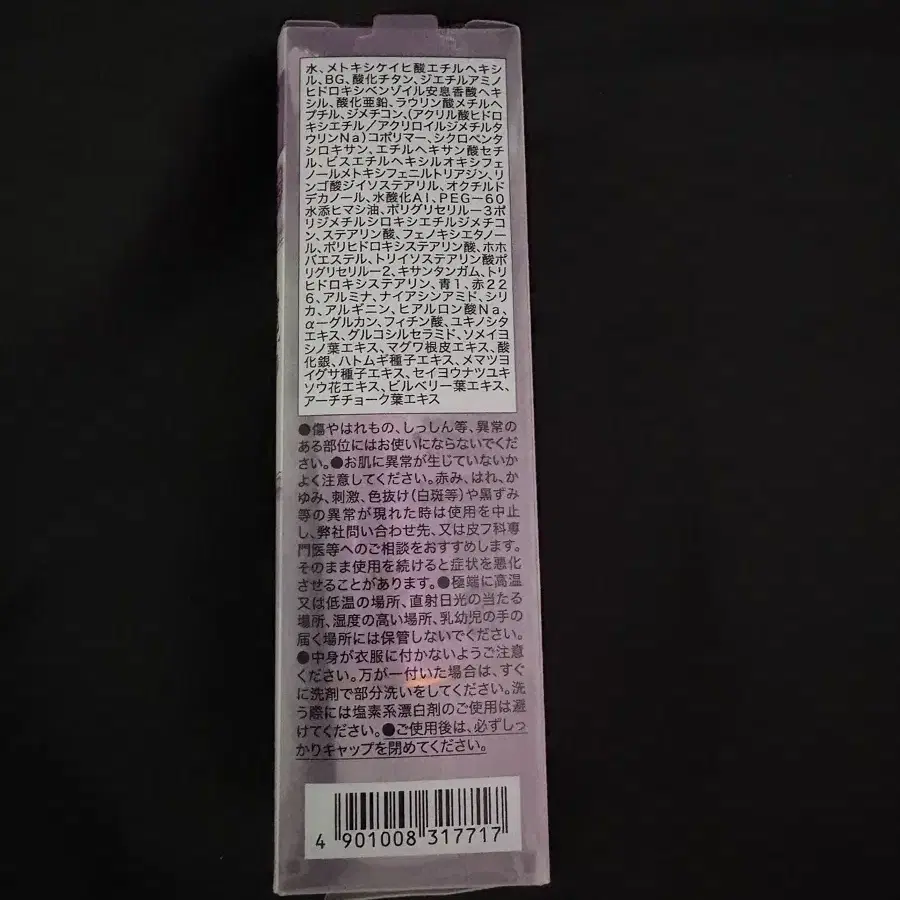 水、メトキシケイヒ酸エチルヘキシ
ル、BG、酸化チタン、ジエチルアミノ
ヒドロキシベンゾイル安息香酸ヘキ
シル、酸化亜鉛、ラウリン酸メチルヘ
プチル、ジメチコン、(アクリル酸ヒドロ
キシエチル/アクリロイルジメチルタ
ウリンNa)コポリマー、シクロペンタ
シロキサン、エチルヘキサン酸セチ
ル、ビスエチルヘキシルオキシフェ
ノールメトキシフェニルトリアジン、リ
ンゴ酸ジイソステアリル、オクチルド
デカノール、水酸化Al、PEG-60
水添ヒマシ油、ポリグリセリル-3ポ
リジメチルシロキシエチルジメチコ
ン、ステアリン酸、フェノキシエタノー
ル、ポリヒドロキシステアリン酸、ホホ
バエステル、トリイソステアリン酸ポ
リグリセリル-2、キサンタンガム、トリ
ヒドロキシステアリン、青1、赤22
6、アルミナ、ナイアシンアミド、シリ
カ、アルギニン、ヒアルロン酸Na、
α-グルカン、フィチン酸、ユキノシタ
エキス、グルコシルセラミド、ソメイヨ
シノ葉エキス、マグワ根皮エキス、酸
化銀、ハトムギ種子エキス、メマツヨ
イグサ種子エキス、セイヨウナツユキ
ソウ花エキス、ビルベリー葉エキス、
アーチチョーク葉エキス
●傷やはれもの、しっしん等、異常の
ある部位にはお使いにならないでくだ
さい。●お肌に異常が生じていないか
よく注意してください。赤み、はれ、か
ゆみ、刺激、色抜け(白斑等)や黒ずみ
等の異常が現れた時は使用を中止
し、弊社問い合わせ先、又は皮フ科専
門医等へのご相談をおすすめします。
そのまま使用を続けると症状を悪化
させることがあります。●極端に高温
又は低温の場所、直射日光の当たる
場所、湿度の高い場所、乳幼児の手の
届く場所には保管しないでください。
●中身が衣服に付かないようご注意
ください。万が一付いた場合は、すぐ
に洗剤で部分洗いをしてください。洗
う際には塩素系漂白剤のご使用は避
けてください。●ご使用後は、必ずしっ
かりキャップを閉めてください。
4 901008 317717